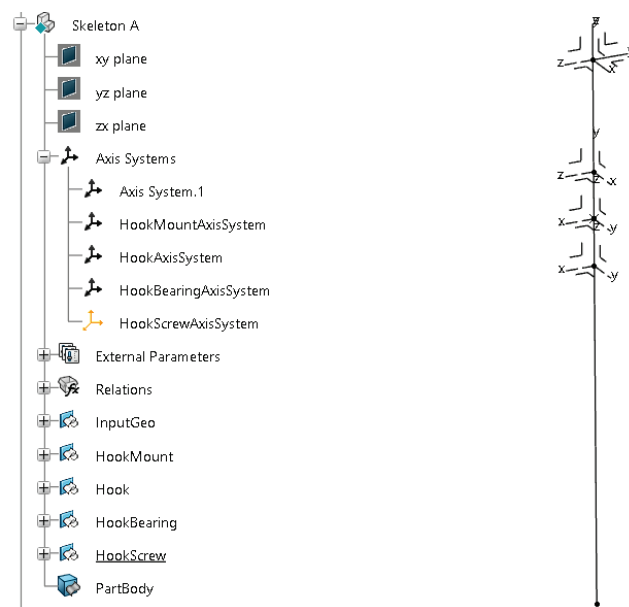 Skeleton A
xy plane
yz plane
zx plane
Axis Systems
Axis System.1
HookMountAxisSystem
HookAxisSystem
HookBearingAxisSystem
HookScrewAxisSystem
External Parameters
Relations
InputGeo
HookMount
Hook
HookBearing
HookScrew
PartBody
z
z
x
y
z
z
x
x
z
y
x
y